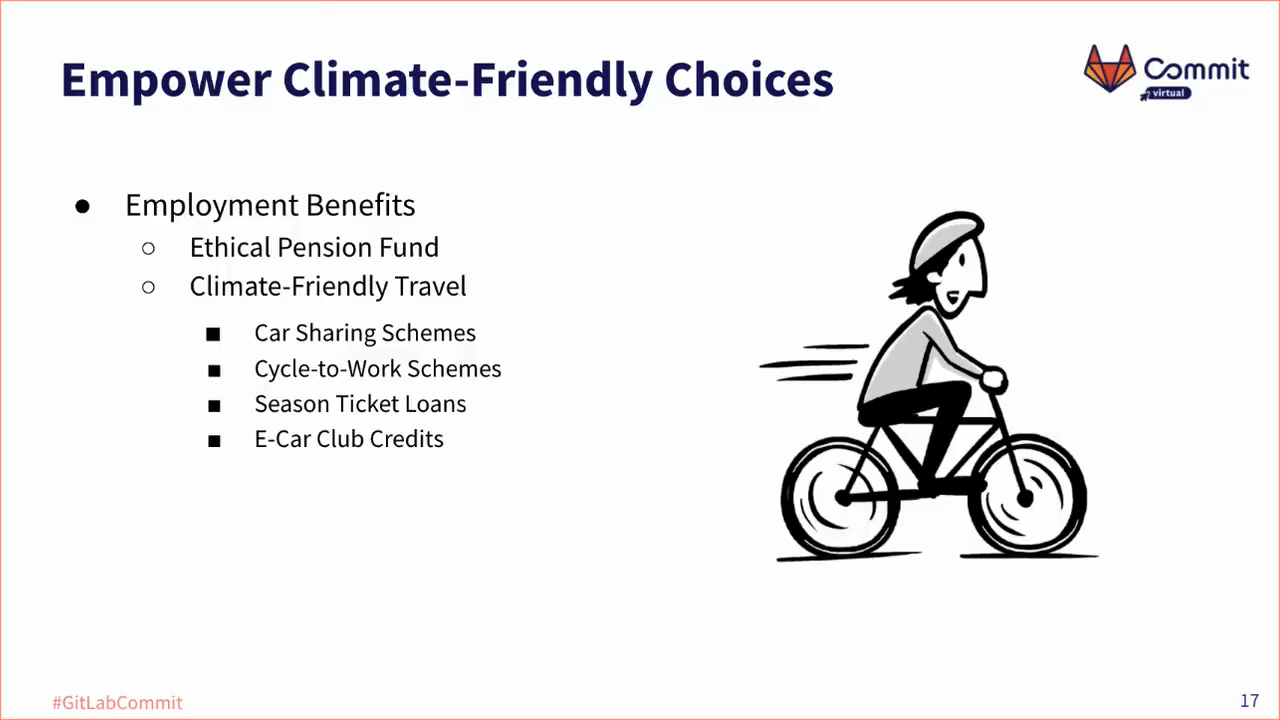 Empower Climate-Friendly Choices
Commit
virtual
● Employment Benefits
○ Ethical Pension Fund
○ Climate-Friendly Travel
■ Car Sharing Schemes
■ Cycle-to-Work Schemes
■ Season Ticket Loans
■ E-Car Club Credits
#GitLabCommit
17